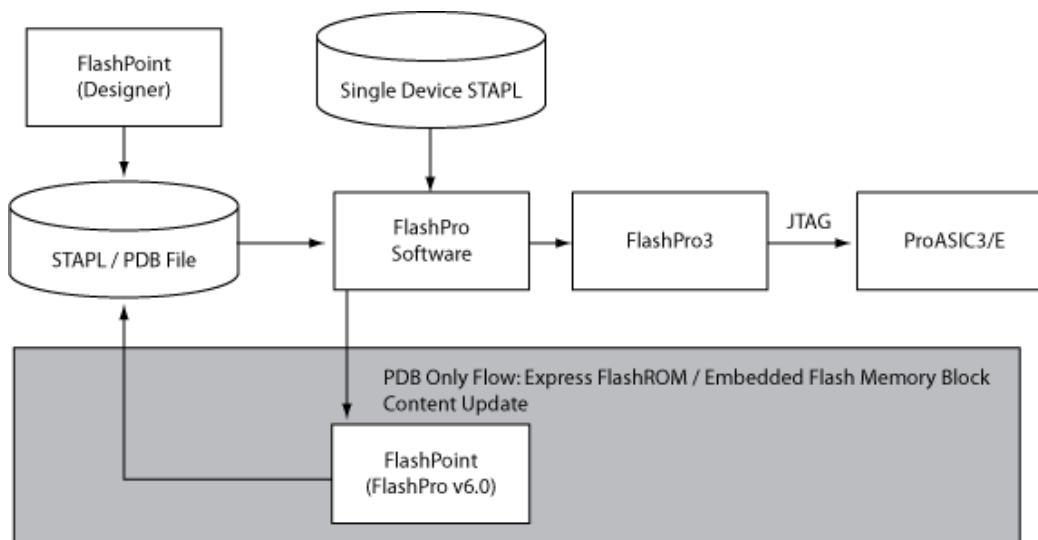 FlashPoint
(Designer)
Single Device STAPL
STAPL / PDB File
FlashPro
Software
FlashPro3
JTAG
ProASIC3/E
PDB Only Flow: Express FlashROM / Embedded Flash Memory Block
Content Update
FlashPoint
(FlashPro v6.0)